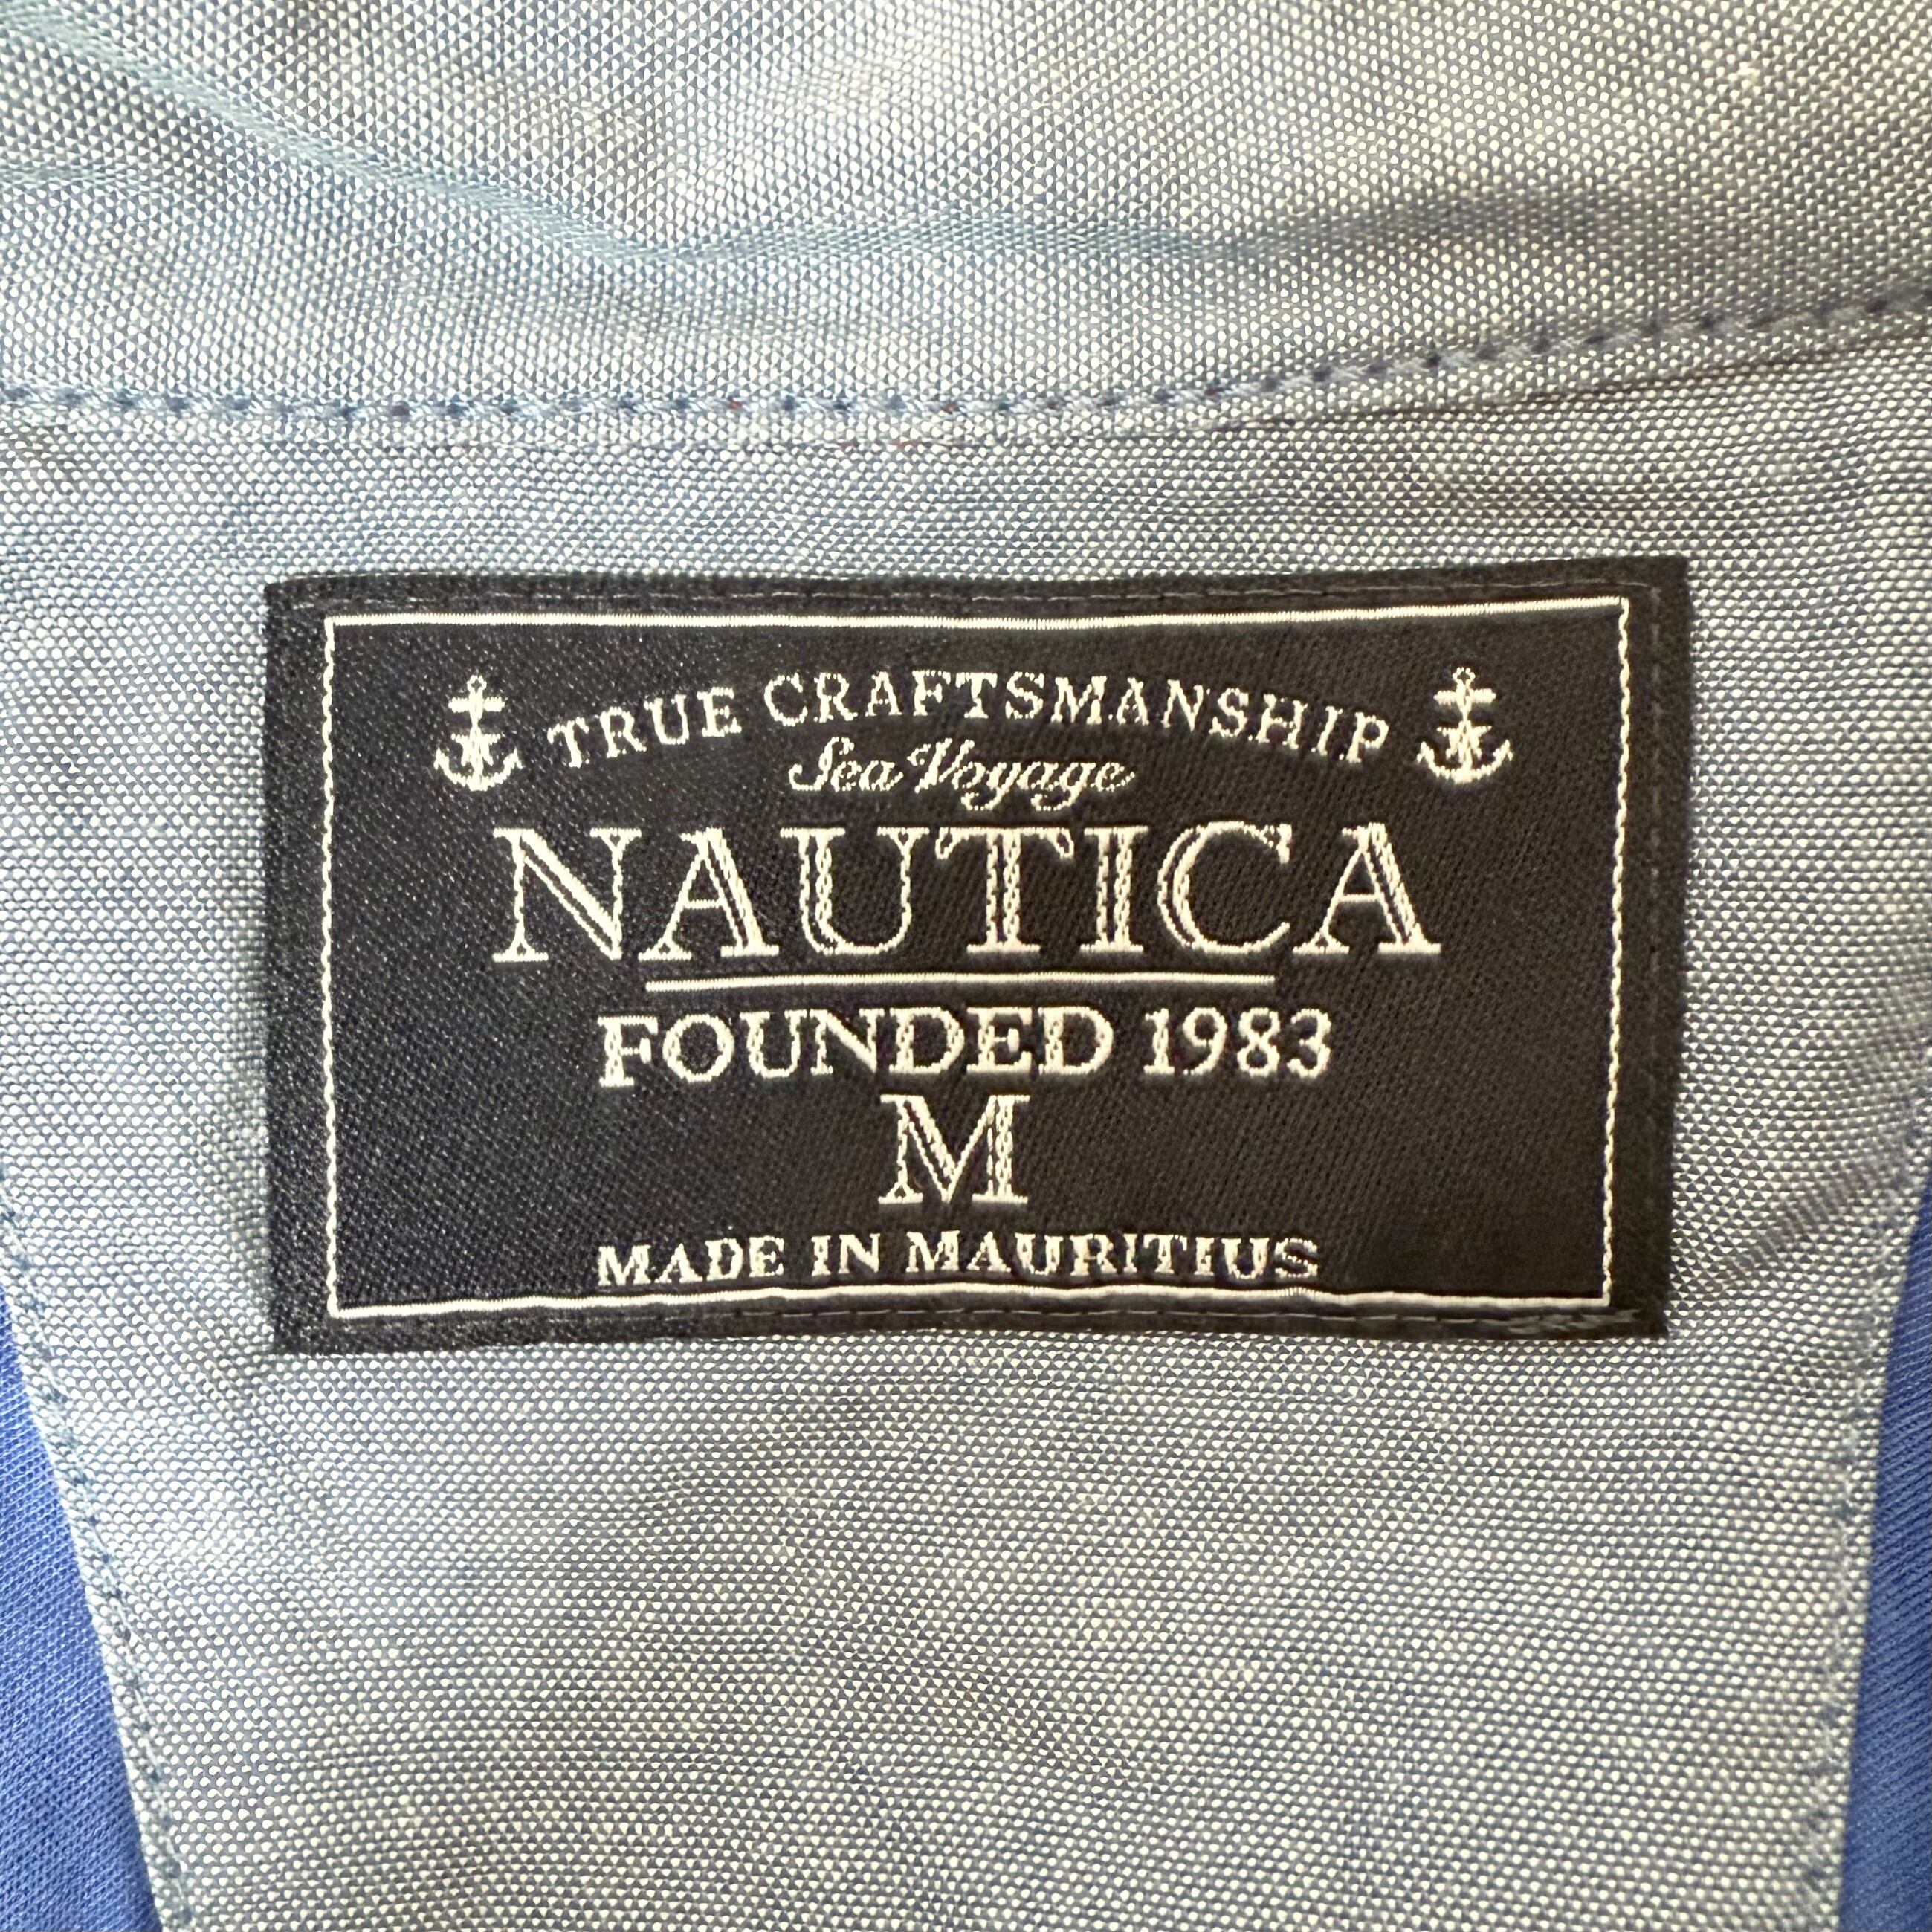 TRUE CRAFTSMANSHIP
Sea Voyage
NAUTICA
FOUNDED 1983
M
MADE IN MAURITIUS